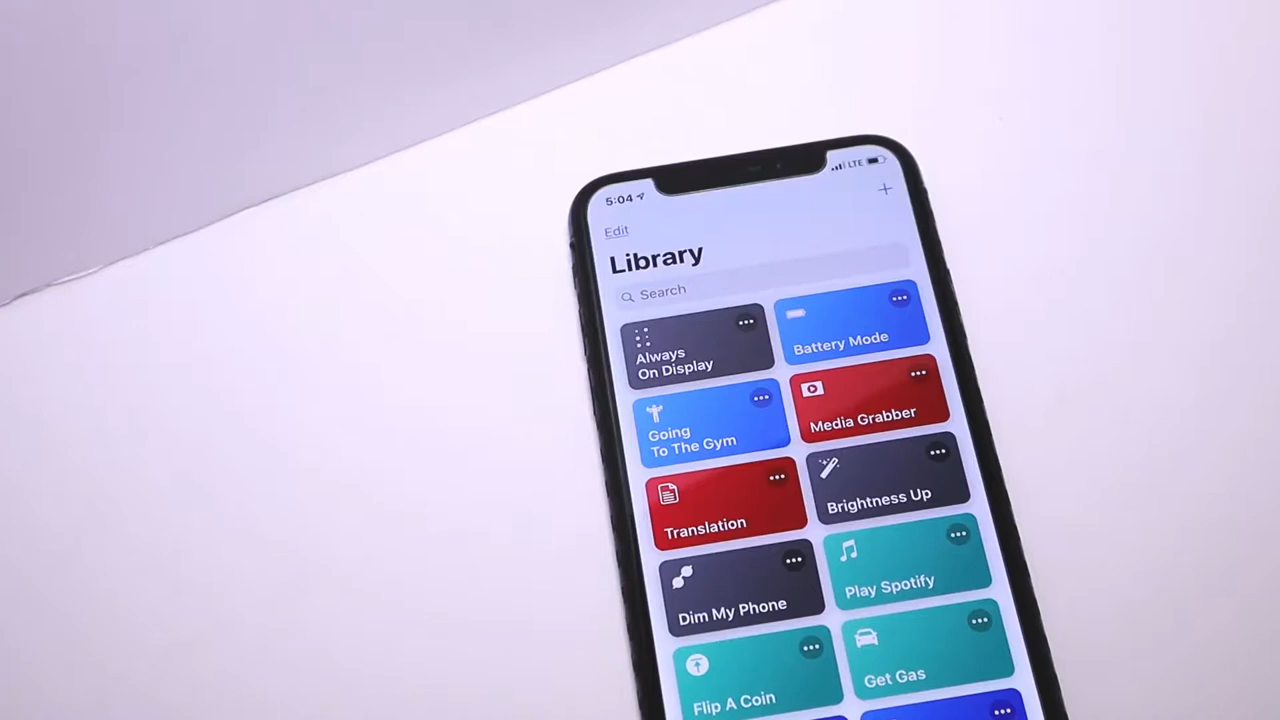 5:04
LTE
Edit
Library
Search
Always
On Display
Battery Mode
Going
To The Gym
Media Grabber
Translation
Brightness Up
Dim My Phone
Play Spotify
Flip A Coin
Get Gas